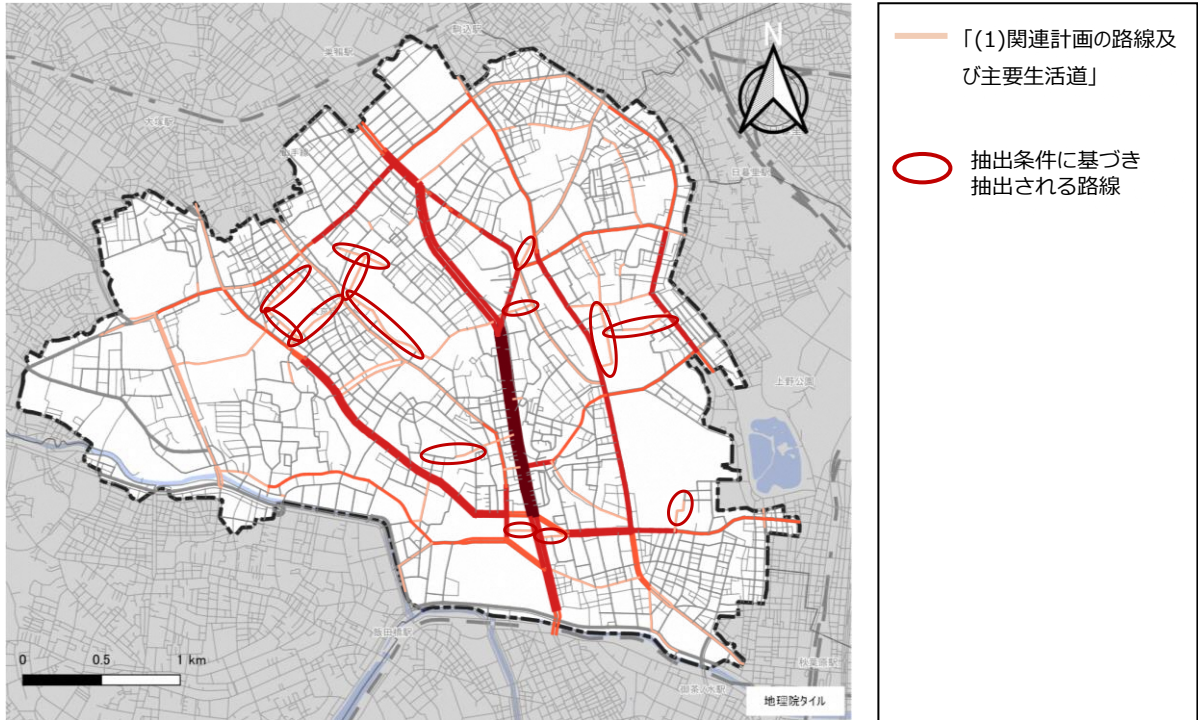 駒込駅
巣鴨駅
N
大塚駅
日暮里駅
上野公園
飯田橋駅
秋葉原駅
御茶ノ水駅
0 0.5 1 km
地理院タイル
「(1)関連計画の路線及
び主要生活道」
抽出条件に基づき
抽出される路線